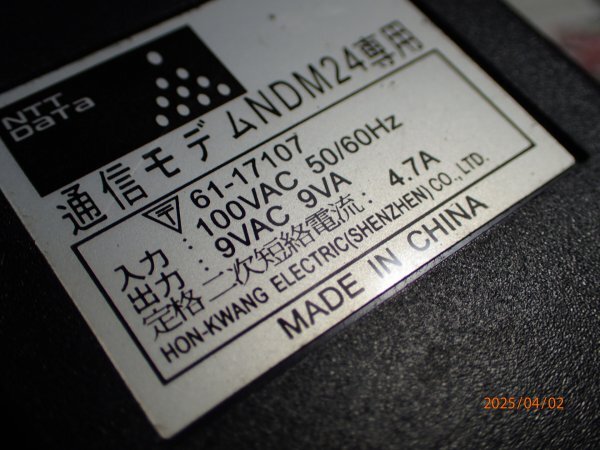 NTT
DaTa
通信モデムNDM24専用
〒 61-17107
入力 : 100VAC 50/60Hz
出力 : 9VAC 9VA
定格二次短絡電流 : 4.7A
HON-KWANG ELECTRIC(SHENZHEN)CO.,LTD.
MADE IN CHINA
2025/04/02